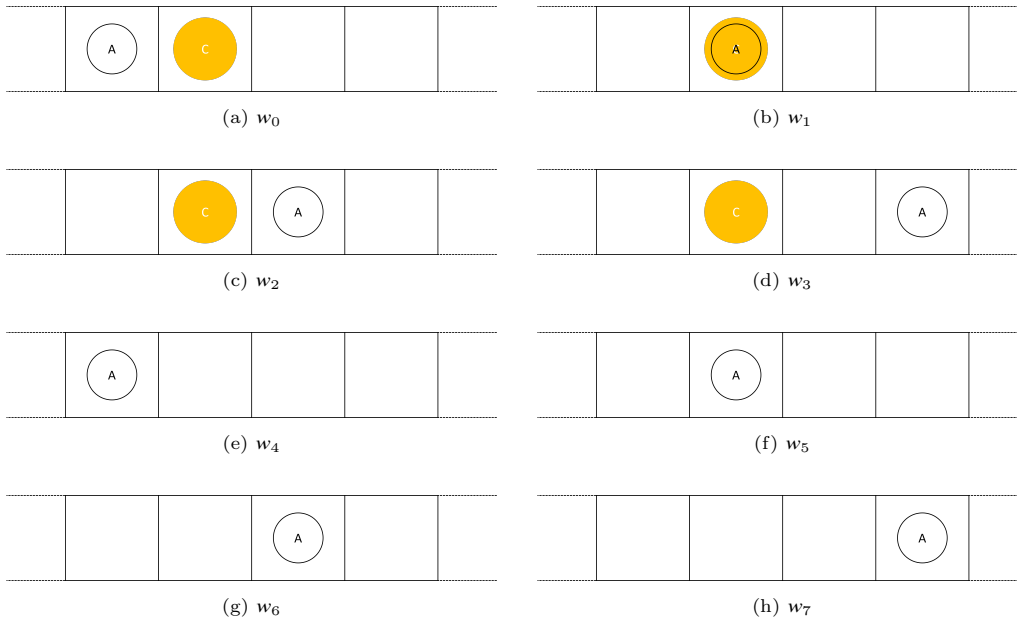 A C
A
(a) w0
(b) w1
C A
C A
(c) w2
(d) w3
A
A
(e) w4
(f) w5
A
A
(g) w6
(h) w7